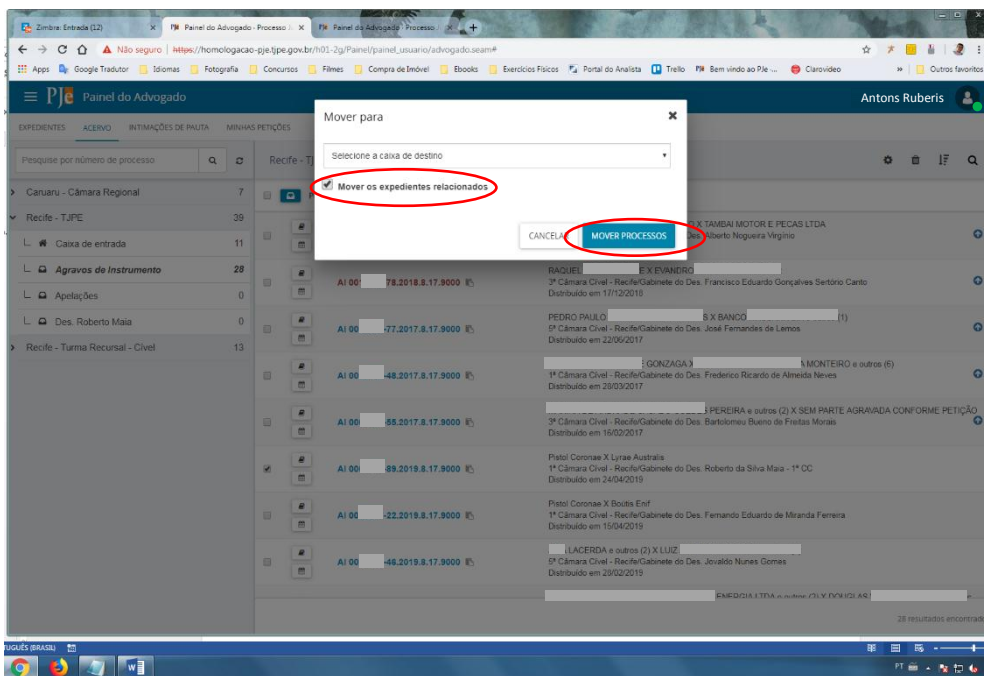 Zimbra: Entrada (12) × Painel do Advogado - Processo J × Painel do Advogado - Processo J × +
Não seguro | https://homologacao-pje.tjpe.gov.br/h01-2g/Painel/painel_usuario/advogado.seam#
Apps Google Tradutor Idiomas Fotografia Concursos Filmes Compra de Imóvel Ebooks Exercícios Físicos Portal do Analista Trello Bem vindo ao PJe -... Clarovideo » Outros favoritos
PJe Painel do Advogado Antons Ruberis
EXPEDIENTES ACERVO INTIMAÇÕES DE PAUTA MINHAS PETIÇÕES
Mover para ×
Pesquise por número de processo Recife - TJ
Selecione a caixa de destino
Mover os expedientes relacionados
CANCELA MOVER PROCESSOS
Caruaru - Câmara Regional 7
Recife - TJPE 39
Caixa de entrada 11
Agravos de Instrumento 28
Apelações 0
Des. Roberto Maia 0
Recife - Turma Recursal - Cível 13
X TAMBAI MOTOR E PECAS LTDA
Des. Alberto Nogueira Virgínio
RAQUEL E X EVANDRO
AI 00 78.2018.8.17.9000 3ª Câmara Cível - Recife/Gabinete do Des. Francisco Eduardo Gonçalves Sertório Canto
Distribuído em 17/12/2018
PEDRO PAULO S X BANCO (1)
AI 00 -77.2017.8.17.9000 5ª Câmara Cível - Recife/Gabinete do Des. José Fernandes de Lemos
Distribuído em 22/06/2017
GONZAGA X MONTEIRO e outros (6)
AI 00 -48.2017.8.17.9000 1ª Câmara Cível - Recife/Gabinete do Des. Frederico Ricardo de Almeida Neves
Distribuído em 28/03/2017
PEREIRA e outros (2) X SEM PARTE AGRAVADA CONFORME PETIÇÃO
AI 00 -55.2017.8.17.9000 3ª Câmara Cível - Recife/Gabinete do Des. Bartolomeu Bueno de Freitas Morais
Distribuído em 16/02/2017
Pistol Coronae X Lyrae Australis
AI 00 -89.2019.8.17.9000 1ª Câmara Cível - Recife/Gabinete do Des. Roberto da Silva Maia - 1ª CC
Distribuído em 24/04/2019
Pistol Coronae X Bootis Enif
AI 00 -22.2019.8.17.9000 1ª Câmara Cível - Recife/Gabinete do Des. Fernando Eduardo de Miranda Ferreira
Distribuído em 15/04/2019
LACERDA e outros (2) X LUIZ
AI 00 -46.2019.8.17.9000 5ª Câmara Cível - Recife/Gabinete do Des. Jovaldo Nunes Gomes
Distribuído em 26/02/2019
ENERGIA LTDA e outros (2) X DOUGLAS
28 resultados encontrado
TUGUÊS (BRASIL)
PT